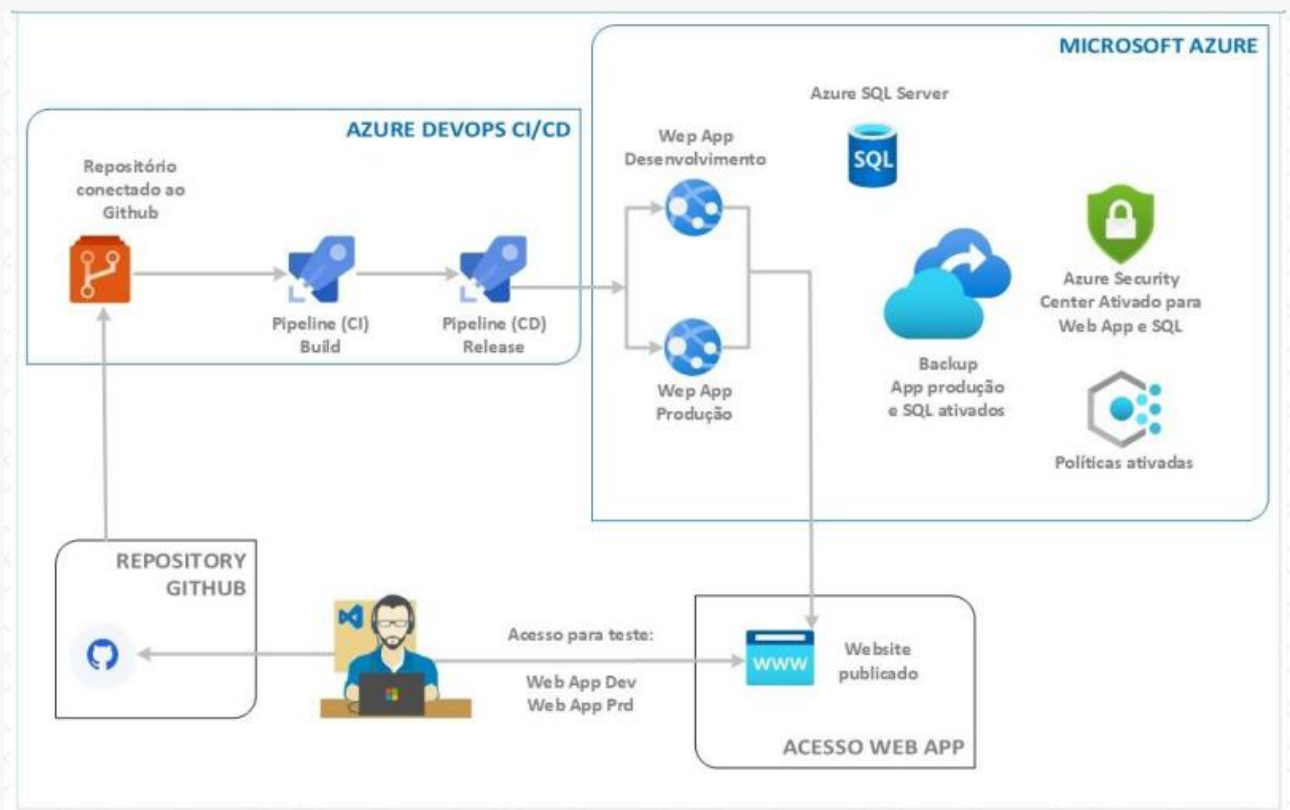 MICROSOFT AZURE
Azure SQL Server
SQL
AZURE DEVOPS CI/CD
Repositório
conectado ao
Github
Pipeline (CI)
Build
Pipeline (CD)
Release
Wep App
Desenvolvimento
Wep App
Produção
Backup
App produção
e SQL ativados
Azure Security
Center Ativado para
Web App e SQL
Políticas ativadas
REPOSITORY
GITHUB
Acesso para teste:
Web App Dev
Web App Prd
WWW
Website
publicado
ACESSO WEB APP